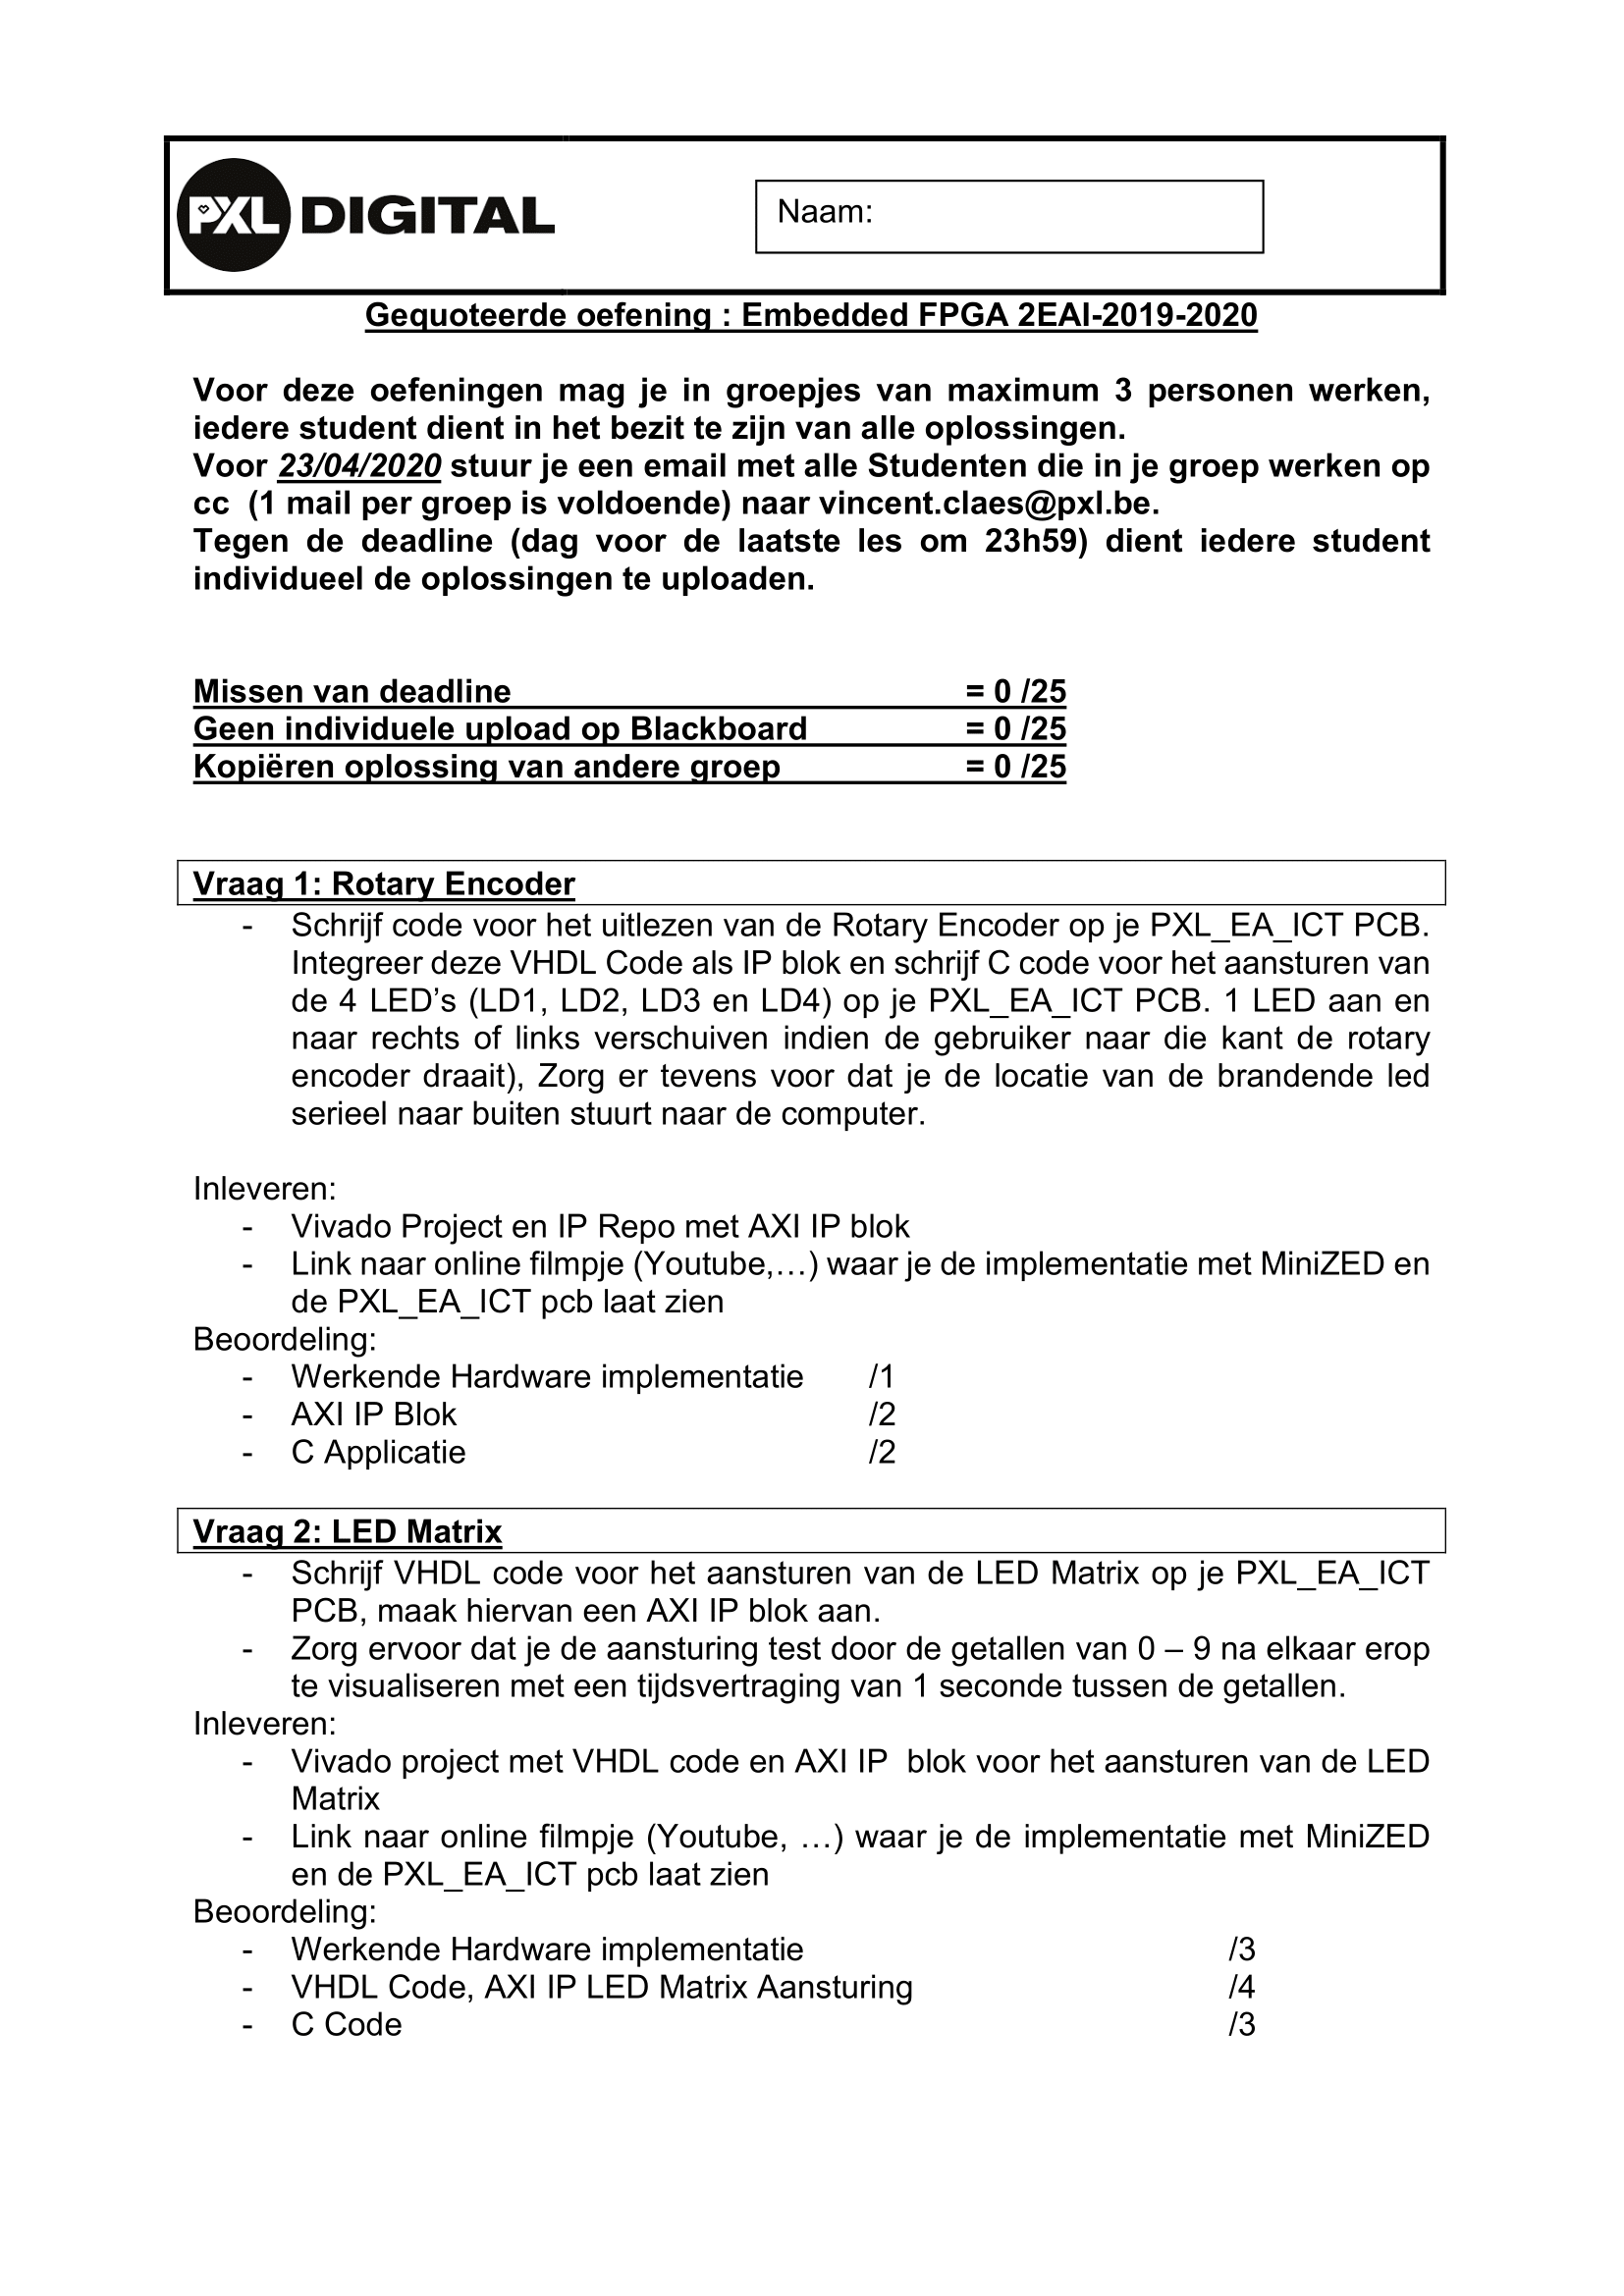 PXL DIGITAL
Naam:
Gequoteerde oefening : Embedded FPGA 2EAI-2019-2020
Voor deze oefeningen mag je in groepjes van maximum 3 personen werken,
iedere student dient in het bezit te zijn van alle oplossingen.
Voor 23/04/2020 stuur je een email met alle Studenten die in je groep werken op
cc  (1 mail per groep is voldoende) naar vincent.claes@pxl.be.
Tegen de deadline (dag voor de laatste les om 23h59) dient iedere student
individueel de oplossingen te uploaden.
Missen van deadline = 0 /25
Geen individuele upload op Blackboard = 0 /25
Kopiëren oplossing van andere groep = 0 /25
Vraag 1: Rotary Encoder
- Schrijf code voor het uitlezen van de Rotary Encoder op je PXL_EA_ICT PCB.
Integreer deze VHDL Code als IP blok en schrijf C code voor het aansturen van
de 4 LED’s (LD1, LD2, LD3 en LD4) op je PXL_EA_ICT PCB. 1 LED aan en
naar rechts of links verschuiven indien de gebruiker naar die kant de rotary
encoder draait), Zorg er tevens voor dat je de locatie van de brandende led
serieel naar buiten stuurt naar de computer.
Inleveren:
- Vivado Project en IP Repo met AXI IP blok
- Link naar online filmpje (Youtube,…) waar je de implementatie met MiniZED en
de PXL_EA_ICT pcb laat zien
Beoordeling:
- Werkende Hardware implementatie /1
- AXI IP Blok /2
- C Applicatie /2
Vraag 2: LED Matrix
- Schrijf VHDL code voor het aansturen van de LED Matrix op je PXL_EA_ICT
PCB, maak hiervan een AXI IP blok aan.
- Zorg ervoor dat je de aansturing test door de getallen van 0 – 9 na elkaar erop
te visualiseren met een tijdsvertraging van 1 seconde tussen de getallen.
Inleveren:
- Vivado project met VHDL code en AXI IP  blok voor het aansturen van de LED
Matrix
- Link naar online filmpje (Youtube, …) waar je de implementatie met MiniZED
en de PXL_EA_ICT pcb laat zien
Beoordeling:
- Werkende Hardware implementatie /3
- VHDL Code, AXI IP LED Matrix Aansturing /4
- C Code /3